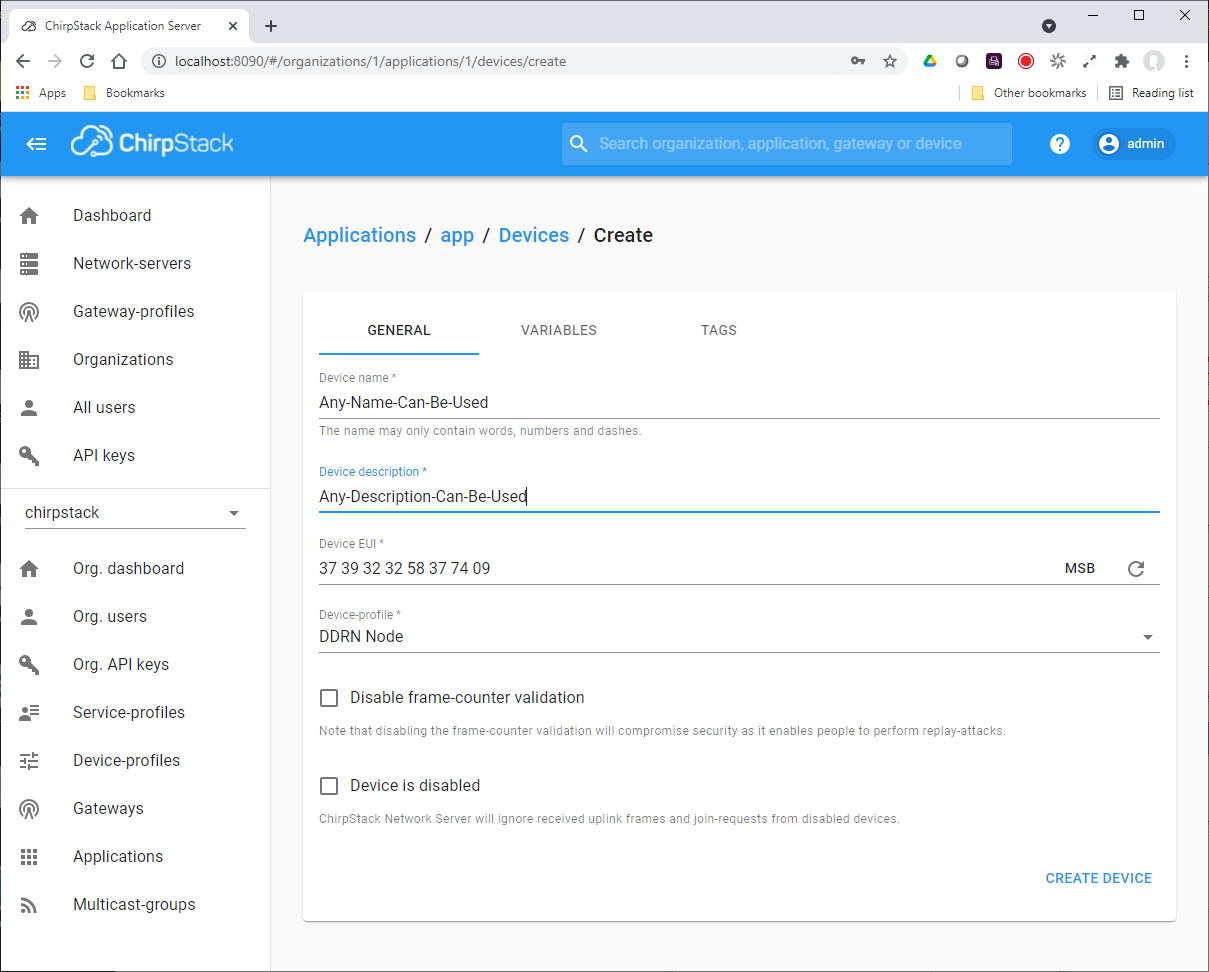 ChirpStack Application Server
localhost:8090/#/organizations/1/applications/1/devices/create
Apps Bookmarks Other bookmarks Reading list
ChirpStack Search organization, application, gateway or device ? admin
Dashboard
Network-servers
Gateway-profiles
Organizations
All users
API keys
chirpstack
Org. dashboard
Org. users
Org. API keys
Service-profiles
Device-profiles
Gateways
Applications
Multicast-groups
Applications / app / Devices / Create
GENERAL VARIABLES TAGS
Device name *
Any-Name-Can-Be-Used
The name may only contain words, numbers and dashes.
Device description *
Any-Description-Can-Be-Used
Device EUI *
37 39 32 32 58 37 74 09 MSB
Device-profile *
DDRN Node
Disable frame-counter validation
Note that disabling the frame-counter validation will compromise security as it enables people to perform replay-attacks.
Device is disabled
ChirpStack Network Server will ignore received uplink frames and join-requests from disabled devices.
CREATE DEVICE